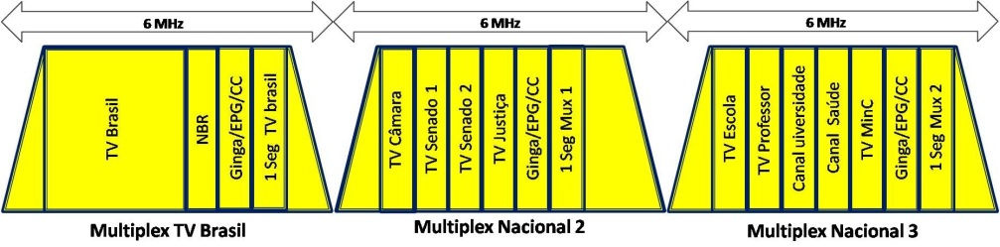 6 MHz
6 MHz
6 MHz
TV Brasil
NBR
Ginga/EPG/CC
1 Seg TV brasil
TV Câmara
TV Senado 1
TV Senado 2
TV Justiça
Ginga/EPG/CC
1 Seg Mux 1
TV Escola
TV Professor
Canal uiversidade
Canal Saúde
TV MinC
Ginga/EPG/CC
1 Seg Mux 2
Multiplex TV Brasil
Multiplex Nacional 2
Multiplex Nacional 3